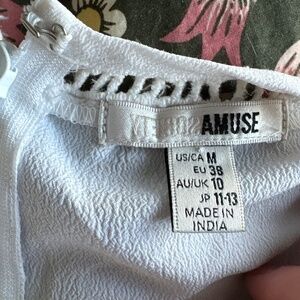 AMUSE
US/CA M
EU 38
AU/UK 10
JP 11-13
MADE IN
INDIA